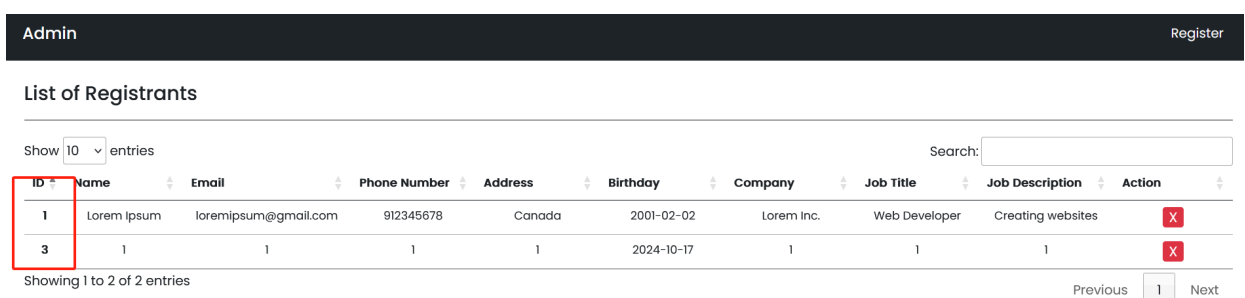 Admin Register
List of Registrants
Show 10 entries Search:
ID Name Email Phone Number Address Birthday Company Job Title Job Description Action
1 Lorem Ipsum loremipsum@gmail.com 912345678 Canada 2001-02-02 Lorem Inc. Web Developer Creating websites X
3 1 1 1 1 2024-10-17 1 1 1 X
Showing 1 to 2 of 2 entries Previous 1 Next